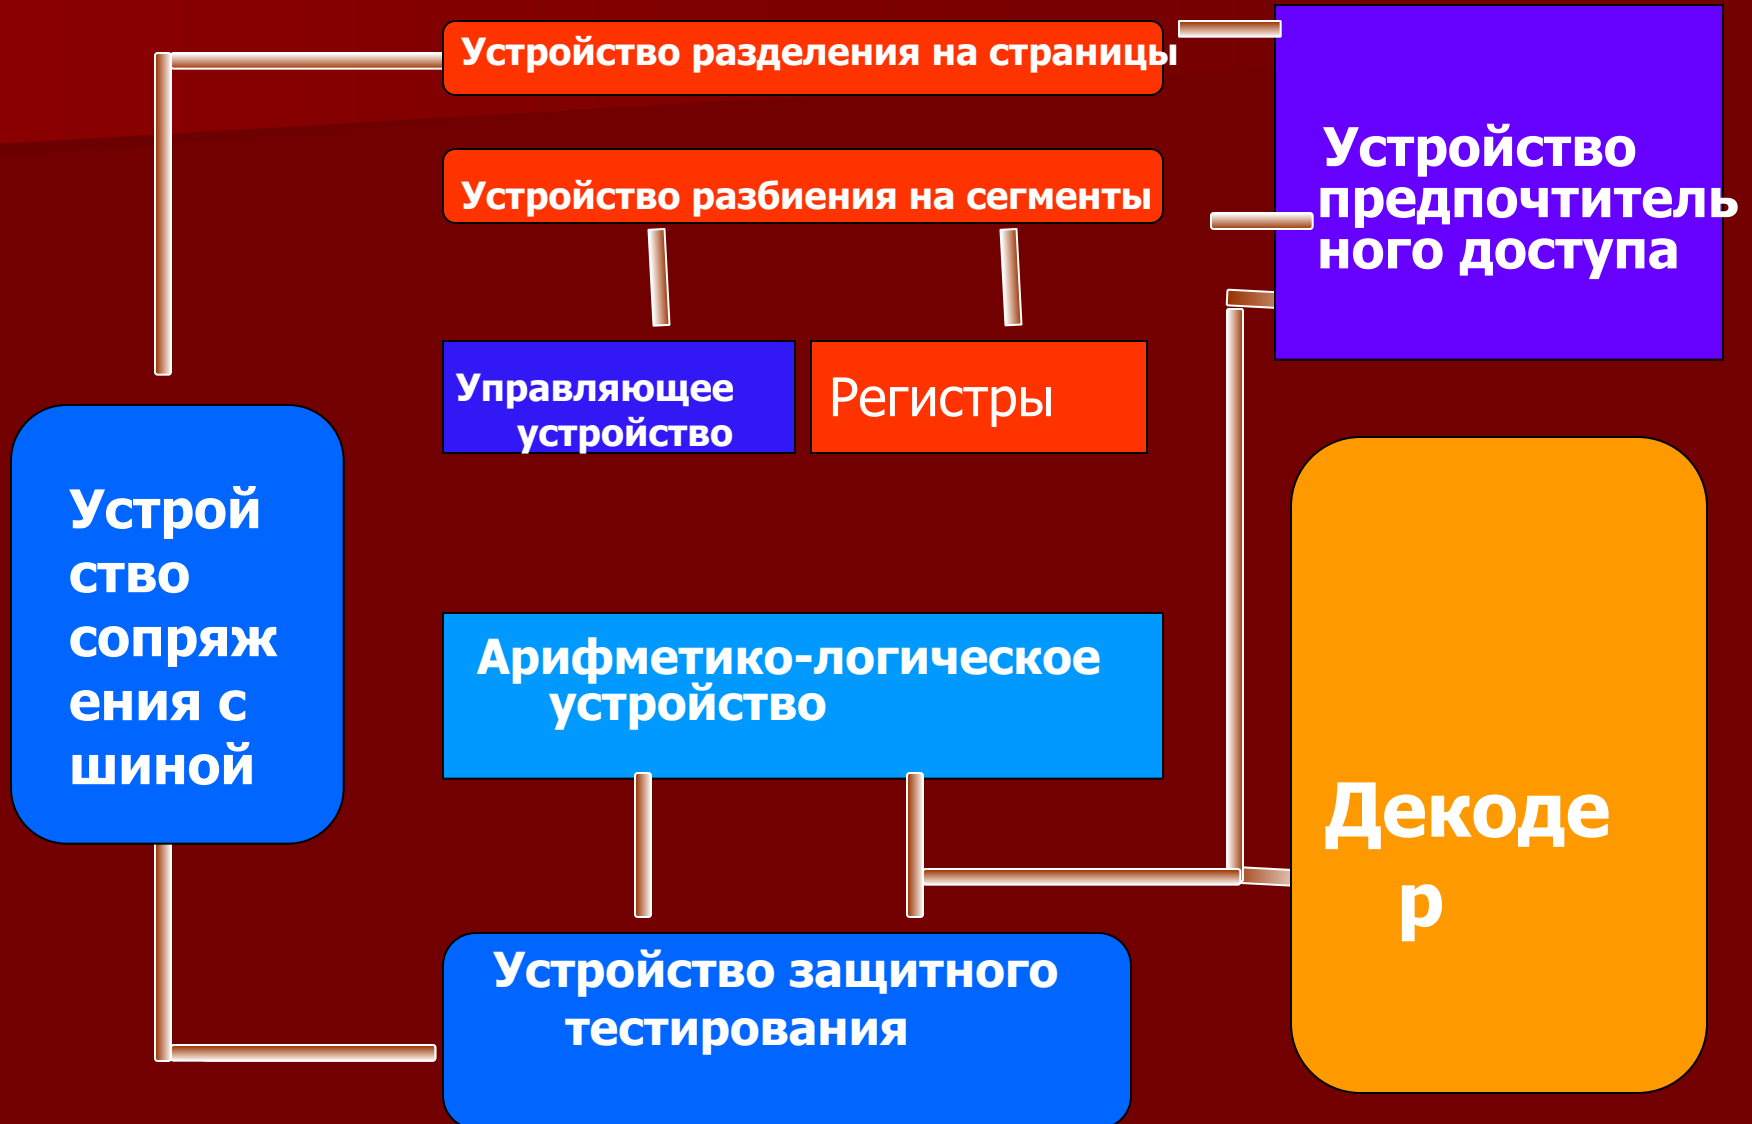 Устройство разделения на страницы
Устройство разбиения на сегменты
Устройство
предпочтитель
ного доступа
Управляющее
устройство
Регистры
Устрой
ство
сопряж
ения с
шиной
Арифметико-логическое
устройство
Декоде
р
Устройство защитного
тестирования